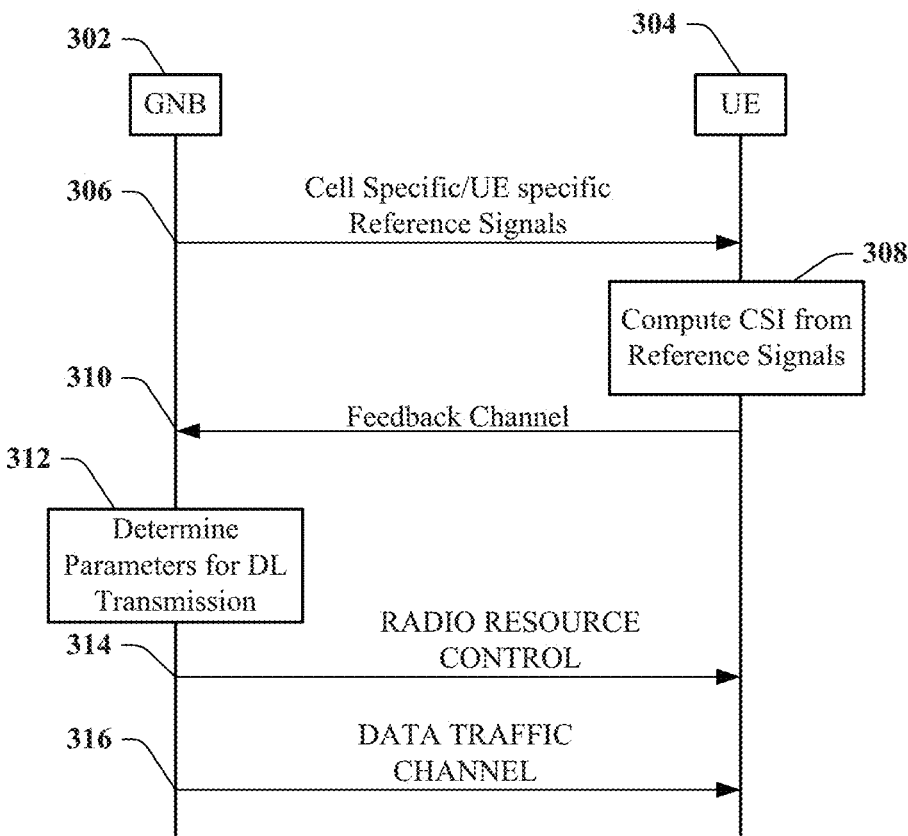 302
304
GNB
UE
306
Cell Specific/UE specific
Reference Signals
308
Compute CSI from
Reference Signals
310
Feedback Channel
312
Determine
Parameters for DL
Transmission
314
RADIO RESOURCE
CONTROL
316
DATA TRAFFIC
CHANNEL